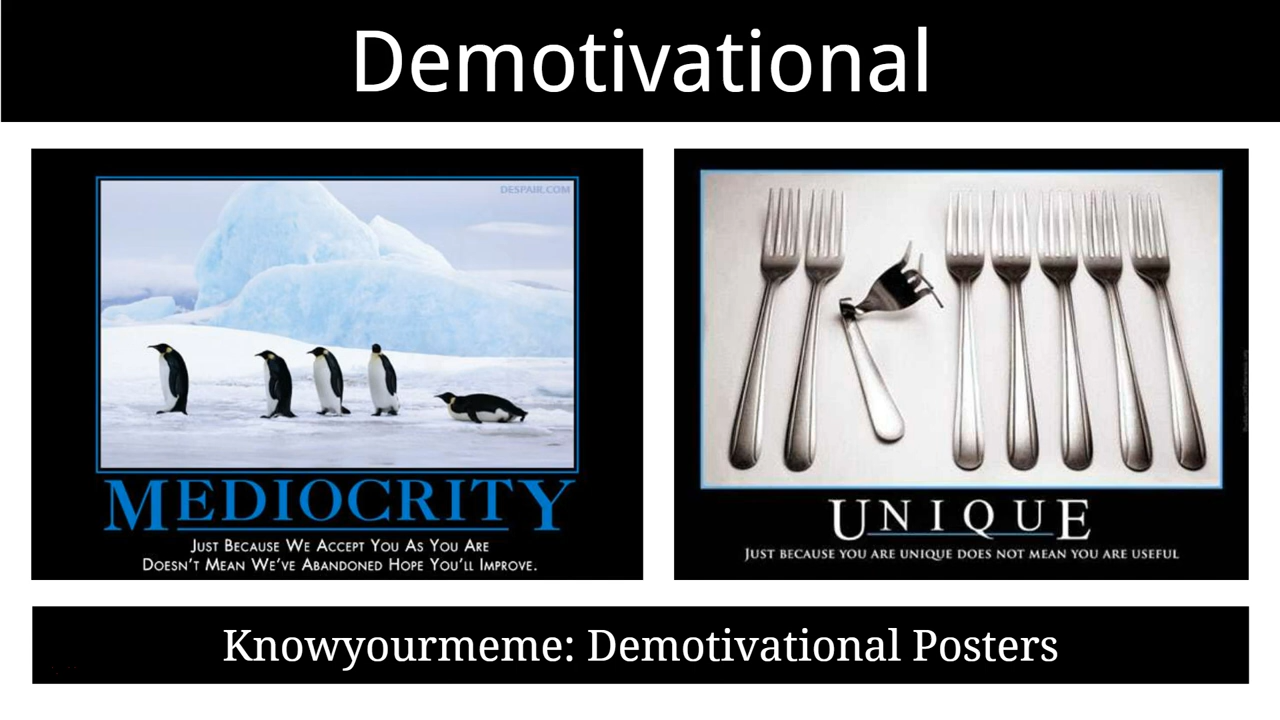 Demotivational
DESPAIR.COM
MEDIOCRITY
JUST BECAUSE WE ACCEPT YOU AS YOU ARE
DOESN'T MEAN WE'VE ABANDONED HOPE YOU'LL IMPROVE.
UNIQUE
JUST BECAUSE YOU ARE UNIQUE DOES NOT MEAN YOU ARE USEFUL
Knowyourmeme: Demotivational Posters